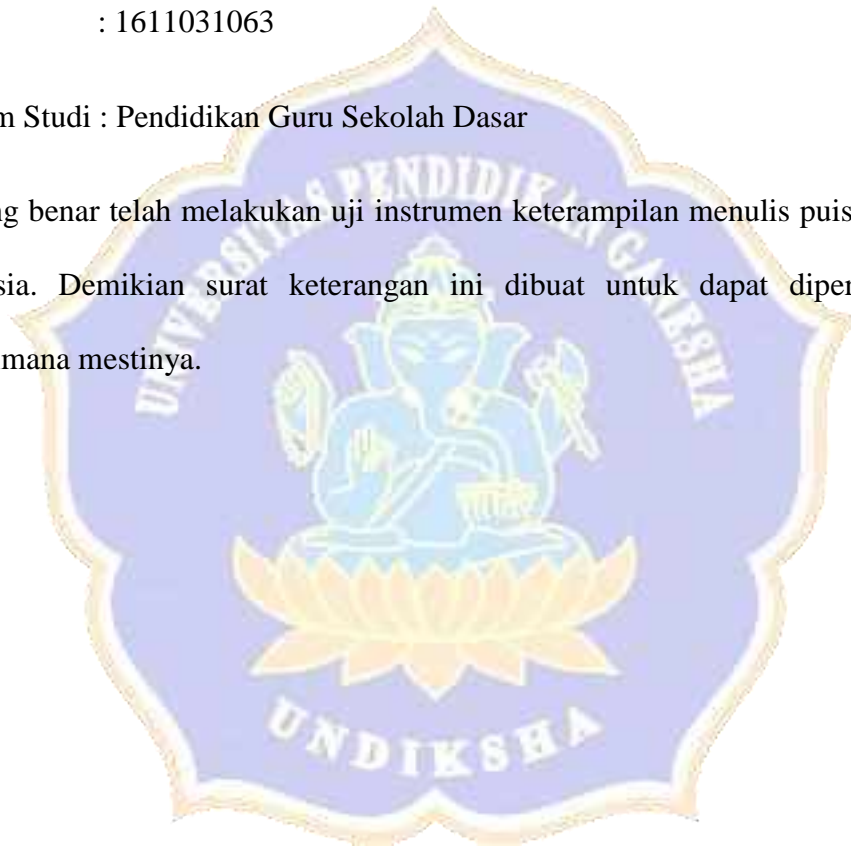 : 1611031063
m Studi : Pendidikan Guru Sekolah Dasar
ng benar telah melakukan uji instrumen keterampilan menulis puis
sia. Demikian surat keterangan ini dibuat untuk dapat diper
mana mestinya.
UNIVERSITAS PENDIDIKAN GANESHA
UNDIKSHA